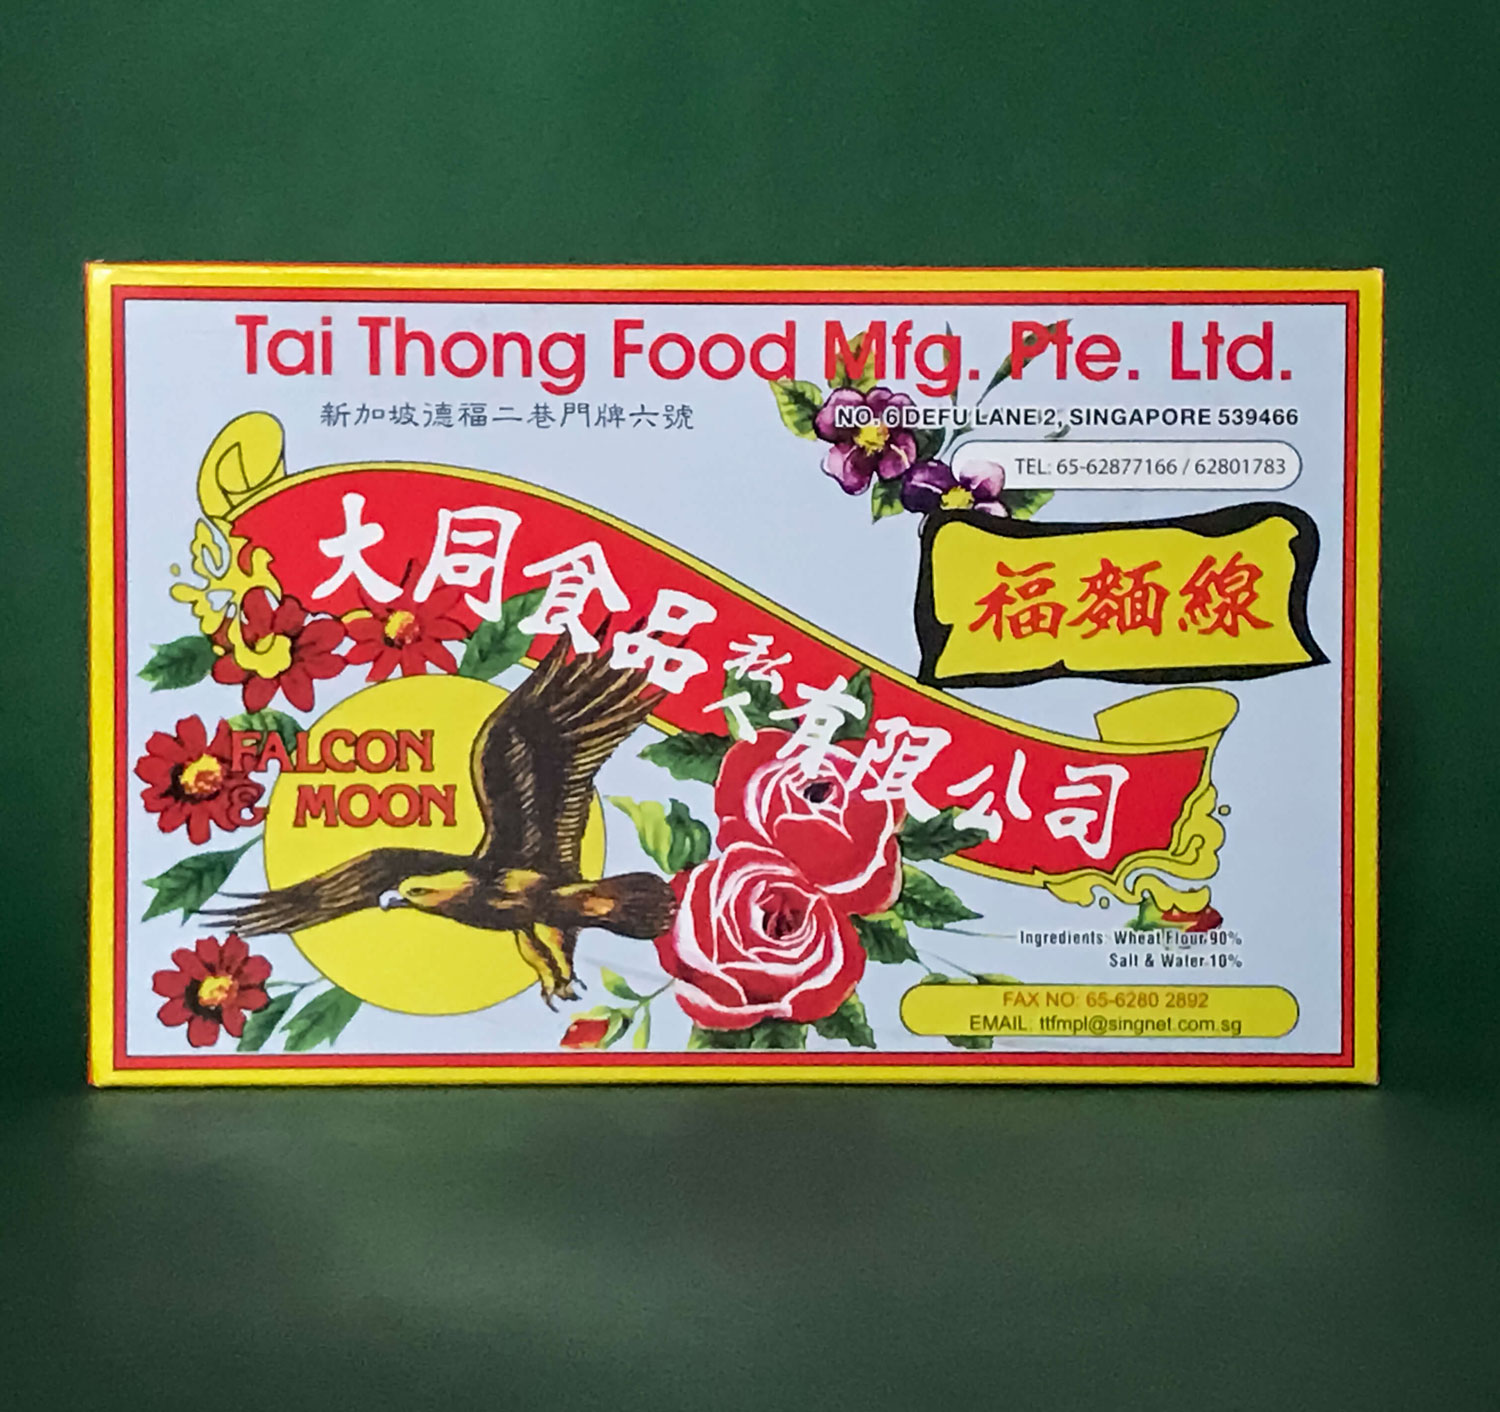 Tai Thong Food Mfg. Pte. Ltd.
新加坡德福二巷門牌六號
NO. 6 DEFU LANE 2, SINGAPORE 539466
TEL: 65-62877166 / 62801783
大同食品私人有限公司
福麵線
FALCON
& MOON
Ingredients: Wheat Flour 90%
Salt & Water 10%
FAX NO: 65-6280 2892
EMAIL: ttfmpl@singnet.com.sg